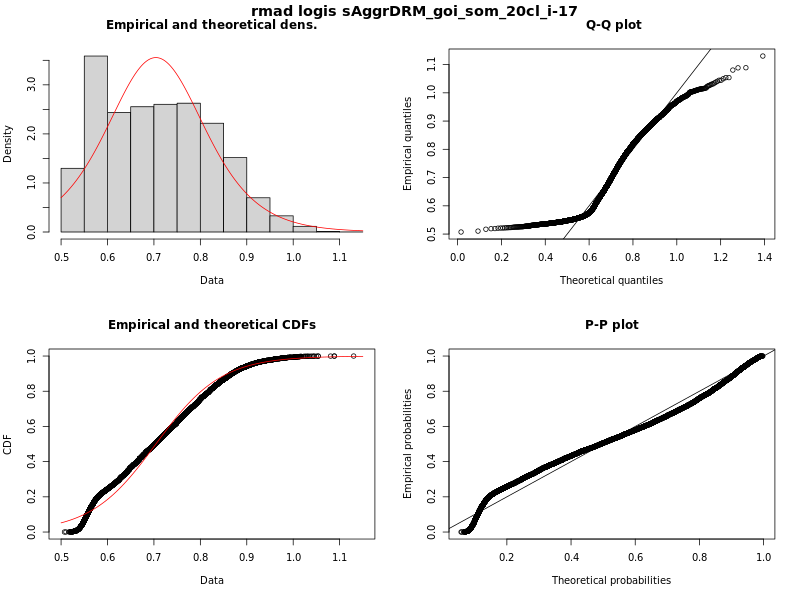 rmad logis sAggrDRM_goi_som_20cl_i-17
Empirical and theoretical dens.
Density
0.0 1.0 2.0 3.0
0.5 0.6 0.7 0.8 0.9 1.0 1.1
Data
Q-Q plot
Empirical quantiles
0.5 0.6 0.7 0.8 0.9 1.0 1.1
0.0 0.2 0.4 0.6 0.8 1.0 1.2 1.4
Theoretical quantiles
Empirical and theoretical CDFs
CDF
0.0 0.2 0.4 0.6 0.8 1.0
0.5 0.6 0.7 0.8 0.9 1.0 1.1
Data
P-P plot
Empirical probabilities
0.0 0.2 0.4 0.6 0.8 1.0
0.2 0.4 0.6 0.8 1.0
Theoretical probabilities